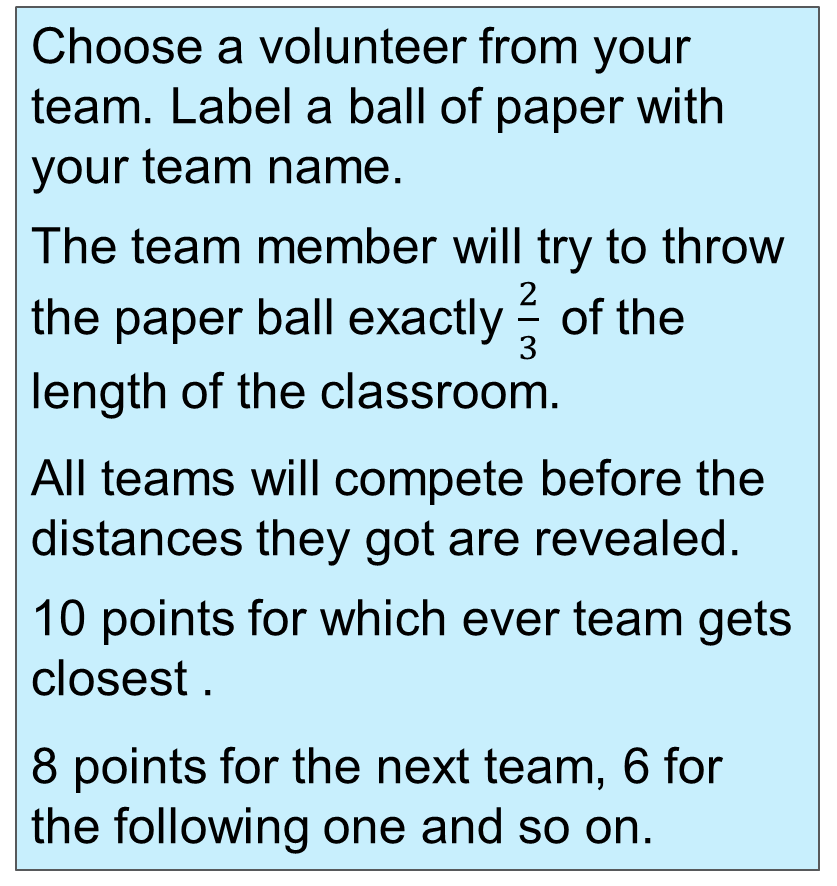 Choose a volunteer from your
team. Label a ball of paper with
your team name.
The team member will try to throw
the paper ball exactly 2/3 of the
length of the classroom.
All teams will compete before the
distances they got are revealed.
10 points for which ever team gets
closest .
8 points for the next team, 6 for
the following one and so on.